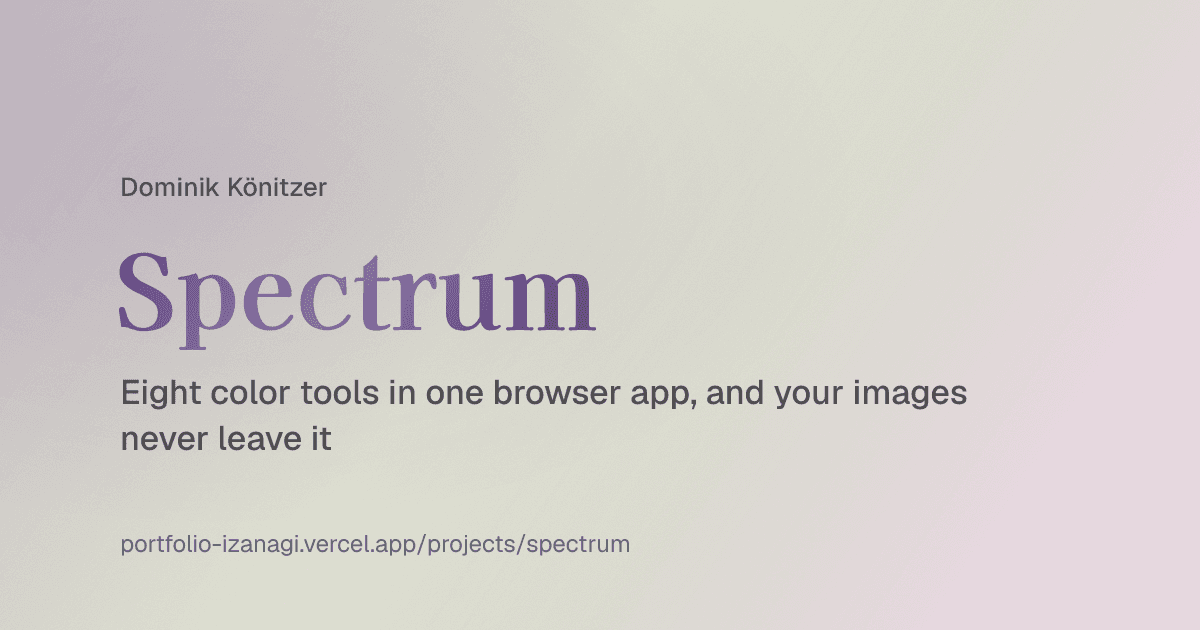 Dominik Könitzer
Spectrum
Eight color tools in one browser app, and your images
never leave it
portfolio-izanagi.vercel.app/projects/spectrum